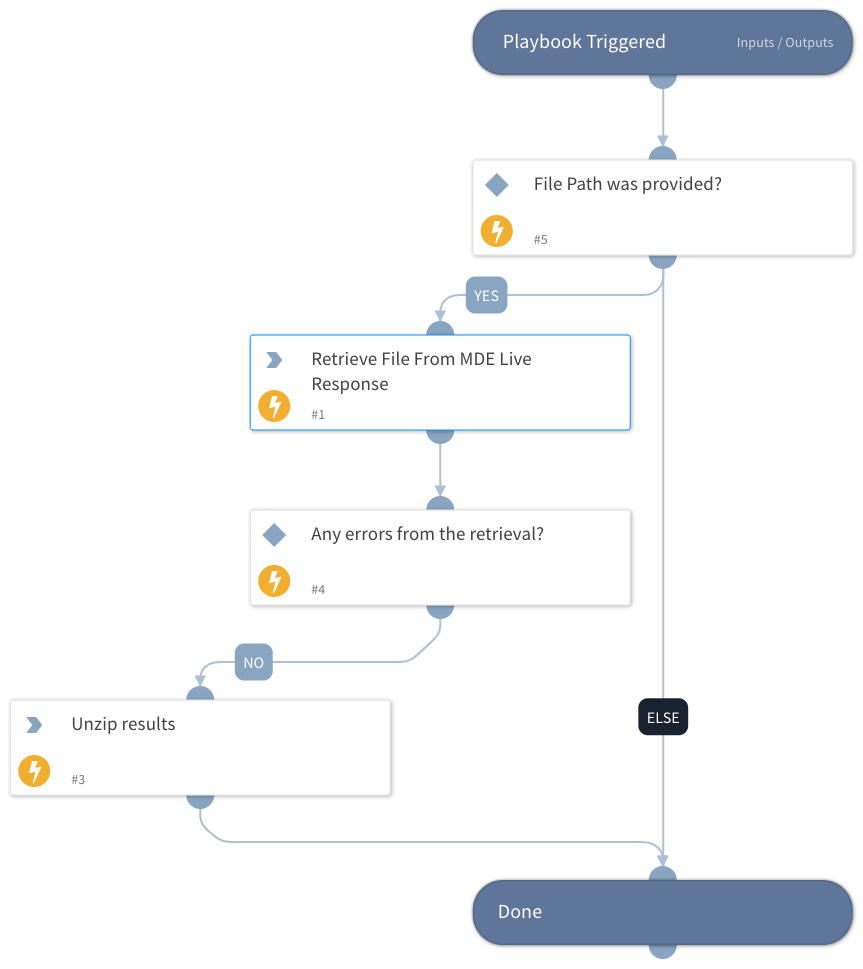 Playbook Triggered
Inputs / Outputs
File Path was provided?
#5
YES
Retrieve File From MDE Live
Response
#1
Any errors from the retrieval?
#4
NO
Unzip results
#3
ELSE
Done